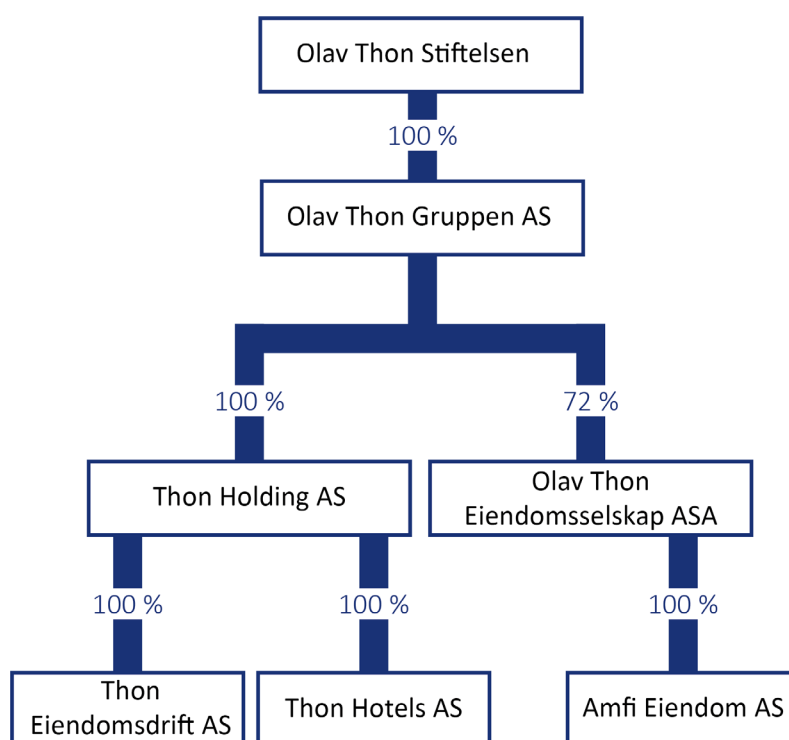 Olav Thon Stiftelsen
100 %
Olav Thon Gruppen AS
100 %
72 %
Thon Holding AS
Olav Thon
Eiendomsselskap ASA
100 %
100 %
100 %
Thon
Eiendomsdrift AS
Thon Hotels AS
Amfi Eiendom AS